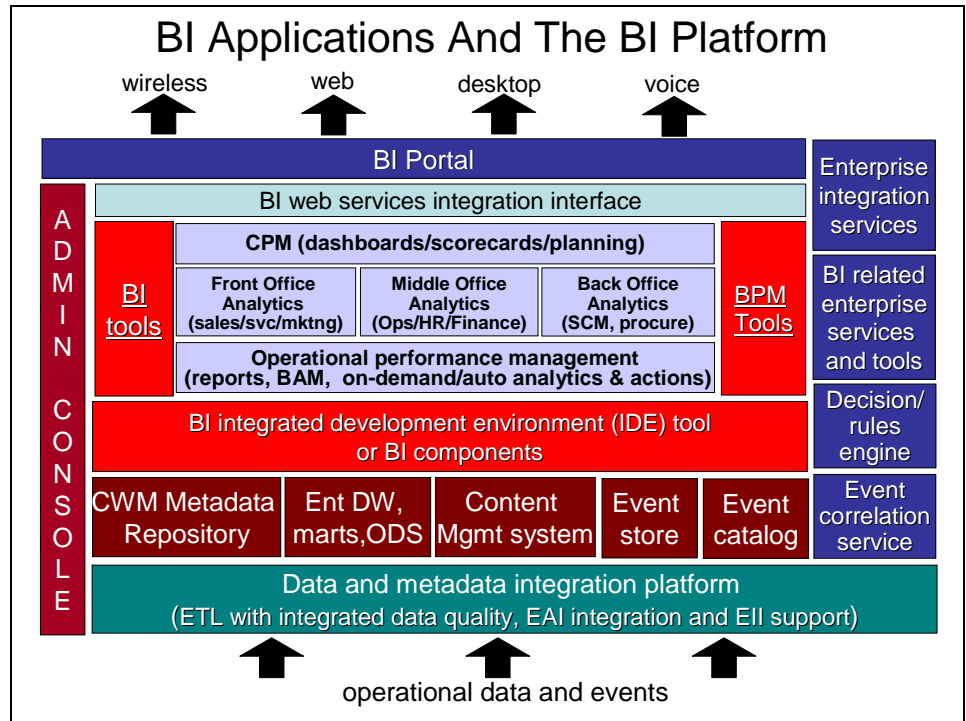 BI Applications And The BI Platform
wireless
web
desktop
voice
BI Portal
ADMIN CONSOLE
BI web services integration interface
BI
tools
CPM (dashboards/scorecards/planning)
Front Office
Analytics
(sales/svc/mktng)
Middle Office
Analytics
(Ops/HR/Finance)
Back Office
Analytics
(SCM, procure)
Operational performance management
(reports, BAM, on-demand/auto analytics & actions)
BPM
Tools
BI integrated development environment (IDE) tool
or BI components
CWM Metadata
Repository
Ent DW,
marts,ODS
Content
Mgmt system
Event
store
Event
catalog
Enterprise
integration
services
BI related
enterprise
services
and tools
Decision/
rules
engine
Event
correlation
service
Data and metadata integration platform
(ETL with integrated data quality, EAI integration and EII support)
operational data and events